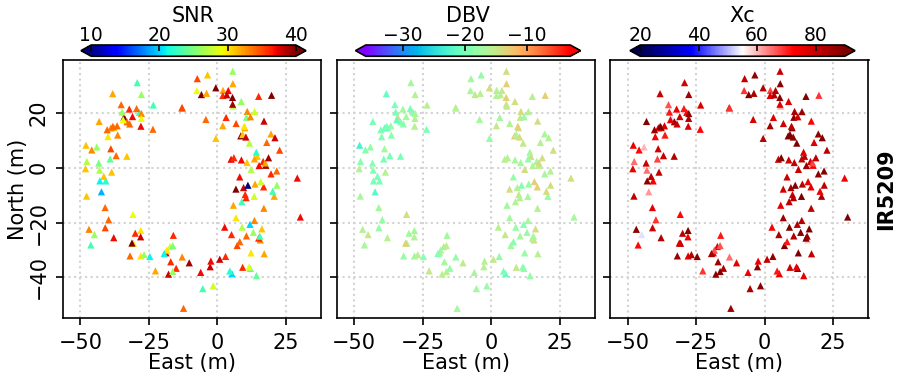 SNR DBV Xc
10 20 30 40 −30 −20 −10 20 40 60 80
20
0
−20
−40
North (m)
IR5209
−50 −25 0 25 −50 −25 0 25 −50 −25 0 25
East (m) East (m) East (m)